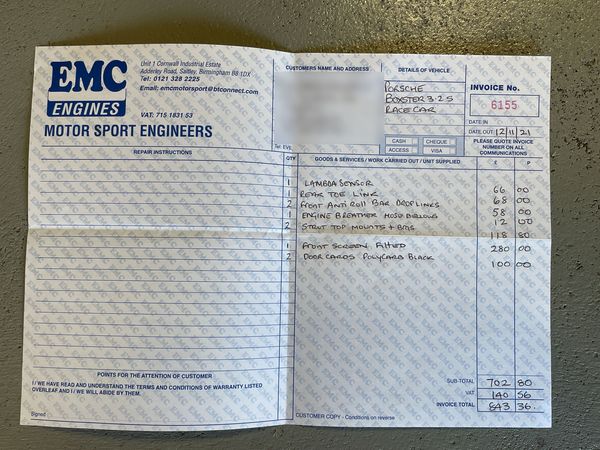 EMC
ENGINES
Unit 1 Cornwall Industrial Estate
Adderley Road, Saltley, Birmingham B8 1DX
Tel: 0121 328 2225
Email: emcmotorsport@btconnect.com
VAT: 715 1831 53
MOTOR SPORT ENGINEERS
CUSTOMERS NAME AND ADDRESS
Tel: EVE
DETAILS OF VEHICLE
PORSCHE
BOXSTER 3.2 S
RACE CAR
CASH
CHEQUE
ACCESS
VISA
INVOICE No.
6155
DATE IN
DATE OUT 12/11/21
PLEASE QUOTE INVOICE
NUMBER ON ALL
COMMUNICATIONS
REPAIR INSTRUCTIONS
QTY
GOODS & SERVICES / WORK CARRIED OUT / UNIT SUPPLIED
£ P
1 LAMBDA SENSOR 66 00
1 REAR TOE LINK 68 00
2 FRONT ANTI ROLL BAR DROP LINKS 58 00
1 ENGINE BREATHER HOSE 12 00
2 STRUT TOP MOUNTS + 118 80
1 FRONT SCREEN FITTED 280 00
2 DOOR CARDS POLYCARB BLACK 100 00
POINTS FOR THE ATTENTION OF CUSTOMER
I / WE HAVE READ AND UNDERSTAND THE TERMS AND CONDITIONS OF WARRANTY LISTED
OVERLEAF AND I / WE WILL ABIDE BY THEM.
Signed
CUSTOMER COPY - Conditions on reverse
SUB-TOTAL 702 80
VAT 140 56
INVOICE TOTAL 843 36.